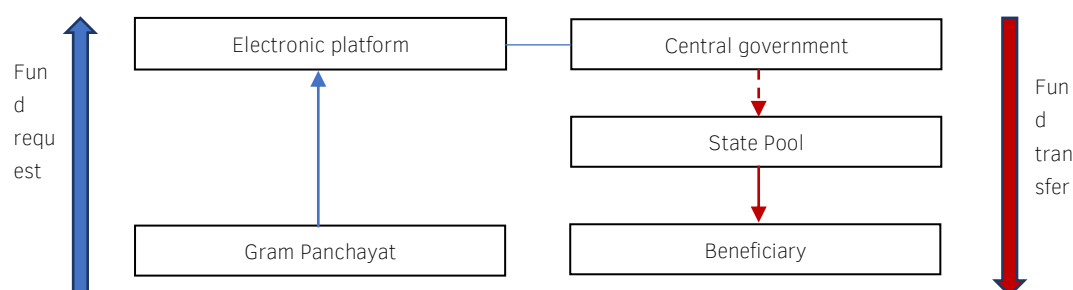 Electronic platform
Central government
Fun
d
requ
est
Fun
d
tran
sfer
State Pool
Gram Panchayat
Beneficiary